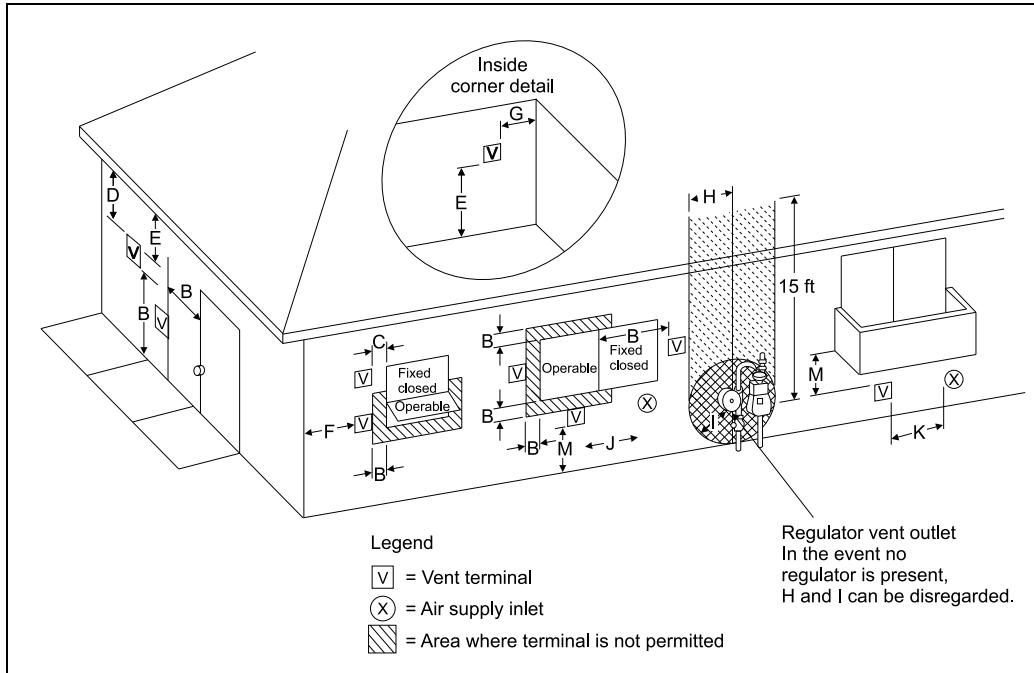 Inside
corner detail
G
V
E
D
E
V
B
B
V
H
15 ft
C
V
Fixed
closed
Operable
F
V
B
B
B
V
Operable
Fixed
closed
V
B
V
X
B
M
J
I
M
V
X
K
Regulator vent outlet
In the event no
regulator is present,
H and I can be disregarded.
Legend
V = Vent terminal
X = Air supply inlet
= Area where terminal is not permitted